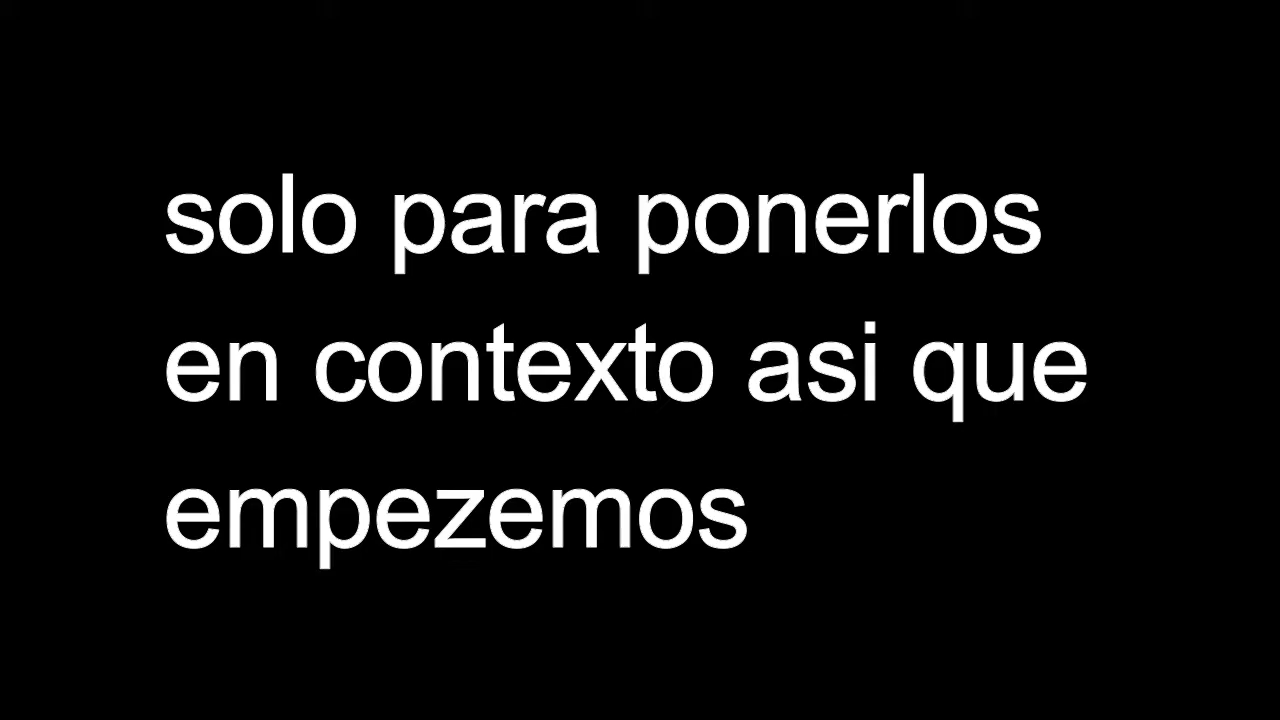 solo para ponerlos
en contexto asi que
empezemos